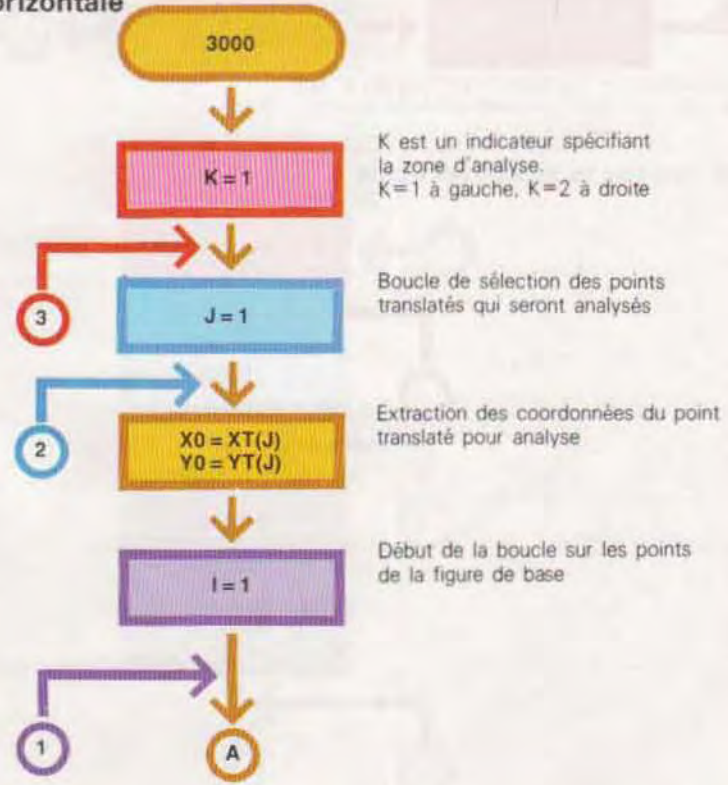 3000
K = 1
K est un indicateur spécifiant
la zone d'analyse.
K=1 à gauche, K=2 à droite
3
J = 1
Boucle de sélection des points
translatés qui seront analysés
2
X0 = XT(J)
Y0 = YT(J)
Extraction des coordonnées du point
translaté pour analyse
I = 1
Début de la boucle sur les points
de la figure de base
1
A